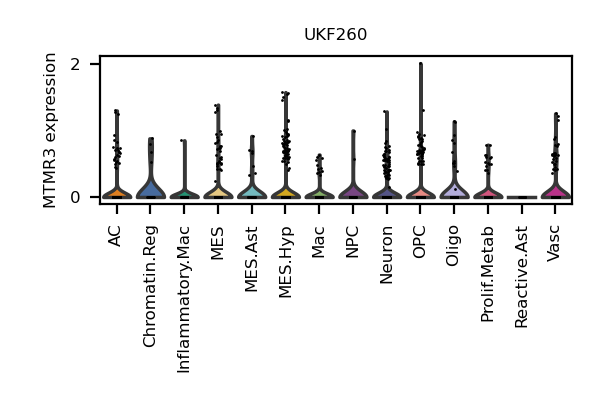 UKF260
MTMR3 expression
2
0
AC
Chromatin.Reg
Inflammatory.Mac
MES
MES.Ast
MES.Hyp
Mac
NPC
Neuron
OPC
Oligo
Prolif.Metab
Reactive.Ast
Vasc